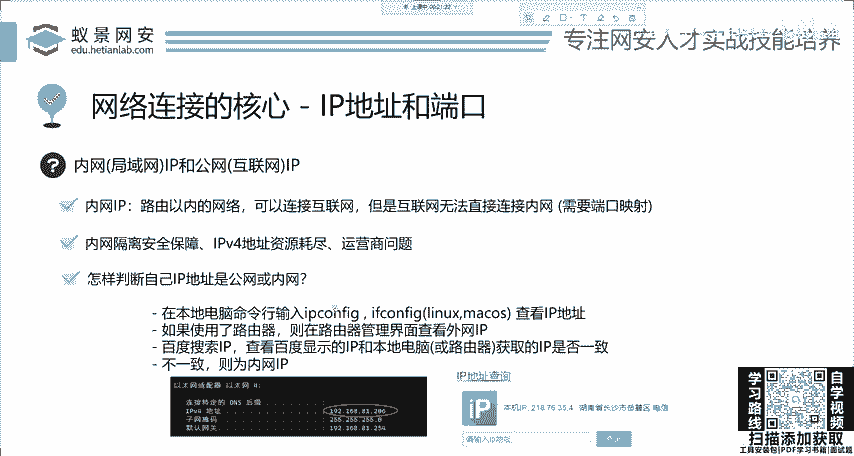 蚁景网安
edu.hetianlab.com
专注网安人才实战技能培养
网络连接的核心 - IP地址和端口
? 内网(局域网)IP和公网(互联网)IP
内网IP：路由以内的网络，可以连接互联网，但是互联网无法直接连接内网 (需要端口映射)
内网隔离安全保障、IPv4地址资源耗尽、运营商问题
怎样判断自己IP地址是公网或内网?
- 在本地电脑命令行输入ipconfig , ifconfig(linux,macos) 查看IP地址
- 如果使用了路由器，则在路由器管理界面查看外网IP
- 百度搜索IP，查看百度显示的IP和本地电脑(或路由器)获取的IP是否一致
- 不一致，则为内网IP
以太网适配器 以太网 4:
连接特定的 DNS 后缀 . . . . . . . :
IPv4 地址 . . . . . . . . . . . . : 192.168.83.206
子网掩码 . . . . . . . . . . . . : 255.255.255.0
默认网关. . . . . . . . . . . . . : 192.168.83.254
IP地址查询
iP
本机IP: 218.76.35.4 湖南省长沙市岳麓区 电信
请输入ip地址
学习路线
自学视频
扫描添加获取
工具安装包|PDF学习书籍|面试题